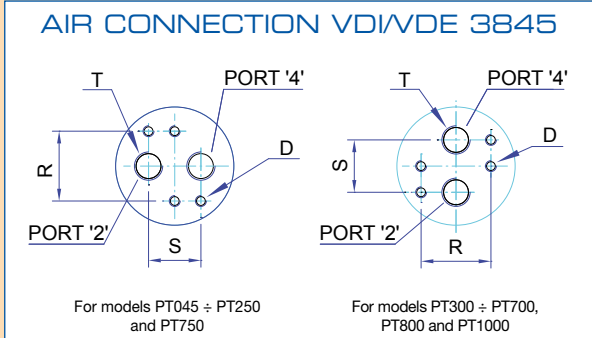 AIR CONNECTION VDI/VDE 3845
T
PORT '4'
R
D
PORT '2'
S
For models PT045 ÷ PT250
and PT750
T
PORT '4'
D
S
PORT '2'
R
For models PT300 ÷ PT700,
PT800 and PT1000